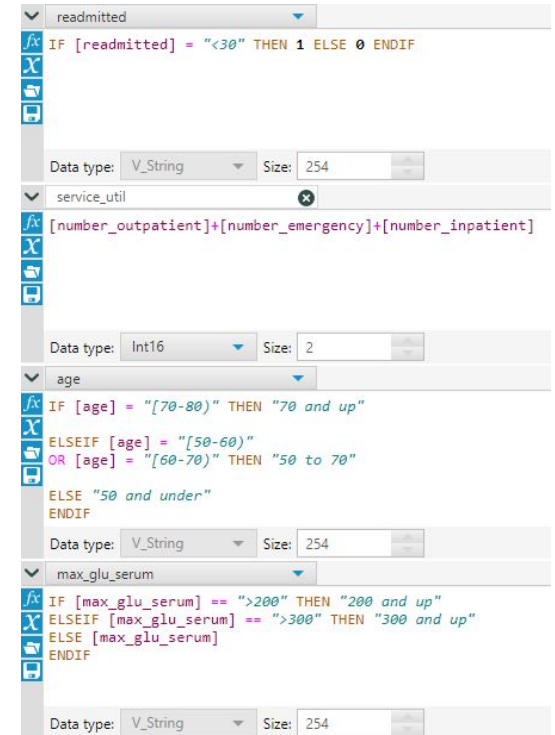 readmitted
IF [readmitted] = "<30" THEN 1 ELSE 0 ENDIF
Data type: V_String Size: 254
service_util
[number_outpatient]+[number_emergency]+[number_inpatient]
Data type: Int16 Size: 2
age
IF [age] = "[70-80)" THEN "70 and up"
ELSEIF [age] = "[50-60)"
OR [age] = "[60-70)" THEN "50 to 70"
ELSE "50 and under"
ENDIF
Data type: V_String Size: 254
max_glu_serum
IF [max_glu_serum] == ">200" THEN "200 and up"
ELSEIF [max_glu_serum] == ">300" THEN "300 and up"
ELSE [max_glu_serum]
ENDIF
Data type: V_String Size: 254